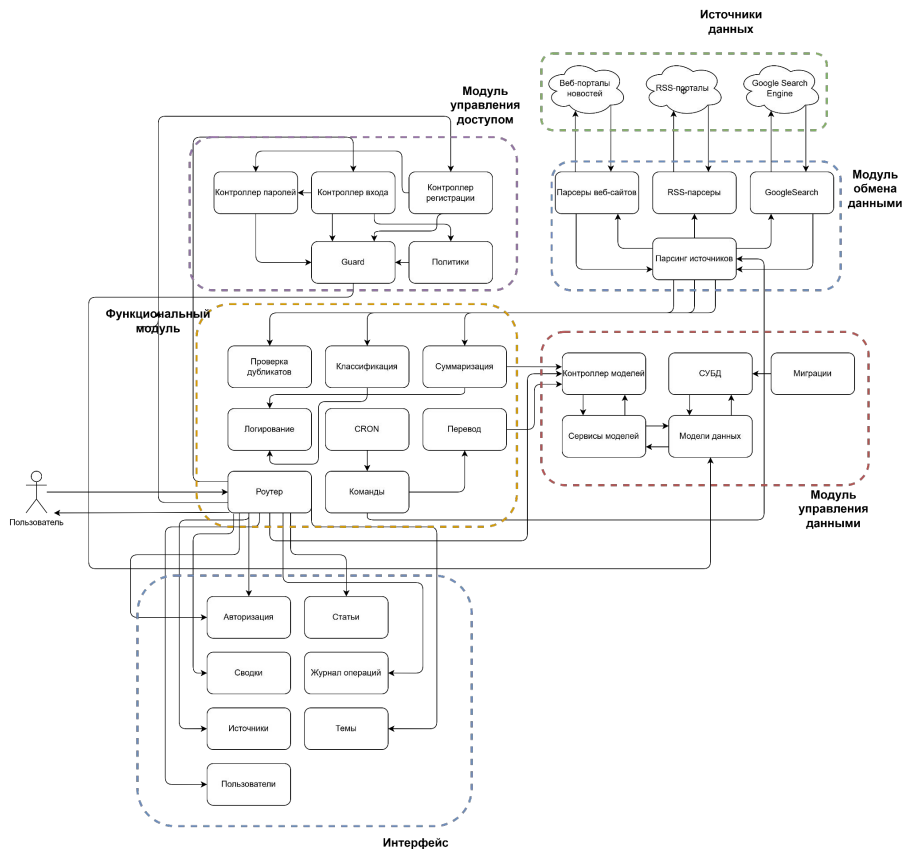 Источники
данных
Веб-порталы
новостей
RSS-порталы
Google Search
Engine
Модуль
управления
доступом
Контроллер паролей
Контроллер входа
Контроллер
регистрации
Guard
Политики
Парсеры веб-сайтов
RSS-парсеры
GoogleSearch
Модуль
обмена
данными
Парсинг источников
Функциональный
модуль
Проверка
дубликатов
Классификация
Суммаризация
Логирование
CRON
Перевод
Роутер
Команды
Контроллер моделей
СУБД
Миграции
Сервисы моделей
Модели данных
Модуль
управления
данными
Пользователь
Авторизация
Статьи
Сводки
Журнал операций
Источники
Темы
Пользователи
Интерфейс